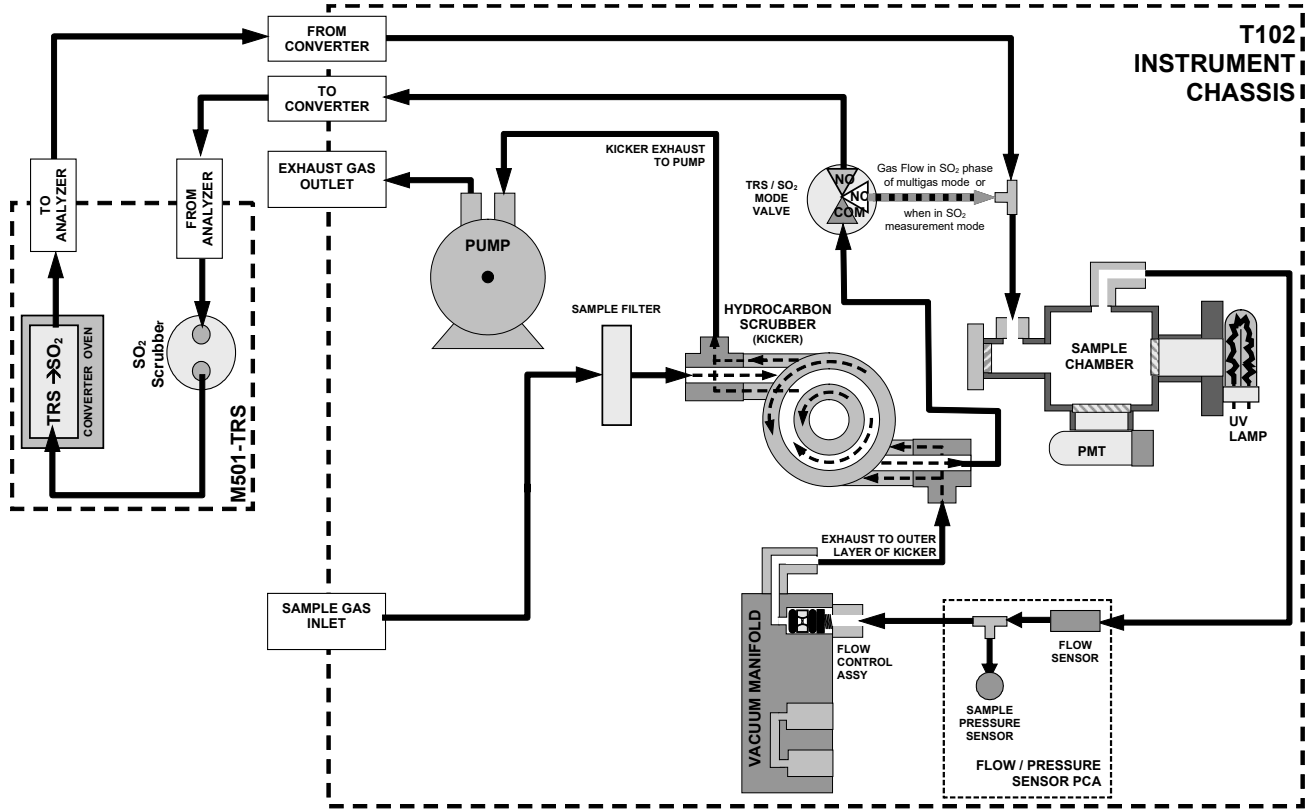 T102
INSTRUMENT
CHASSIS
FROM
CONVERTER
TO
CONVERTER
EXHAUST GAS
OUTLET
TO
ANALYZER
FROM
ANALYZER
KICKER EXHAUST
TO PUMP
PUMP
TRS / SO₂
MODE
VALVE
NO
NC
COM
Gas Flow in SO₂ phase
of multigas mode or
when in SO₂
measurement mode
SAMPLE FILTER
HYDROCARBON
SCRUBBER
(KICKER)
SAMPLE
CHAMBER
UV
LAMP
PMT
TRS →SO₂
CONVERTER OVEN
SO₂
Scrubber
M501-TRS
EXHAUST TO OUTER
LAYER OF KICKER
SAMPLE GAS
INLET
VACUUM MANIFOLD
FLOW
CONTROL
ASSY
FLOW
SENSOR
SAMPLE
PRESSURE
SENSOR
FLOW / PRESSURE
SENSOR PCA